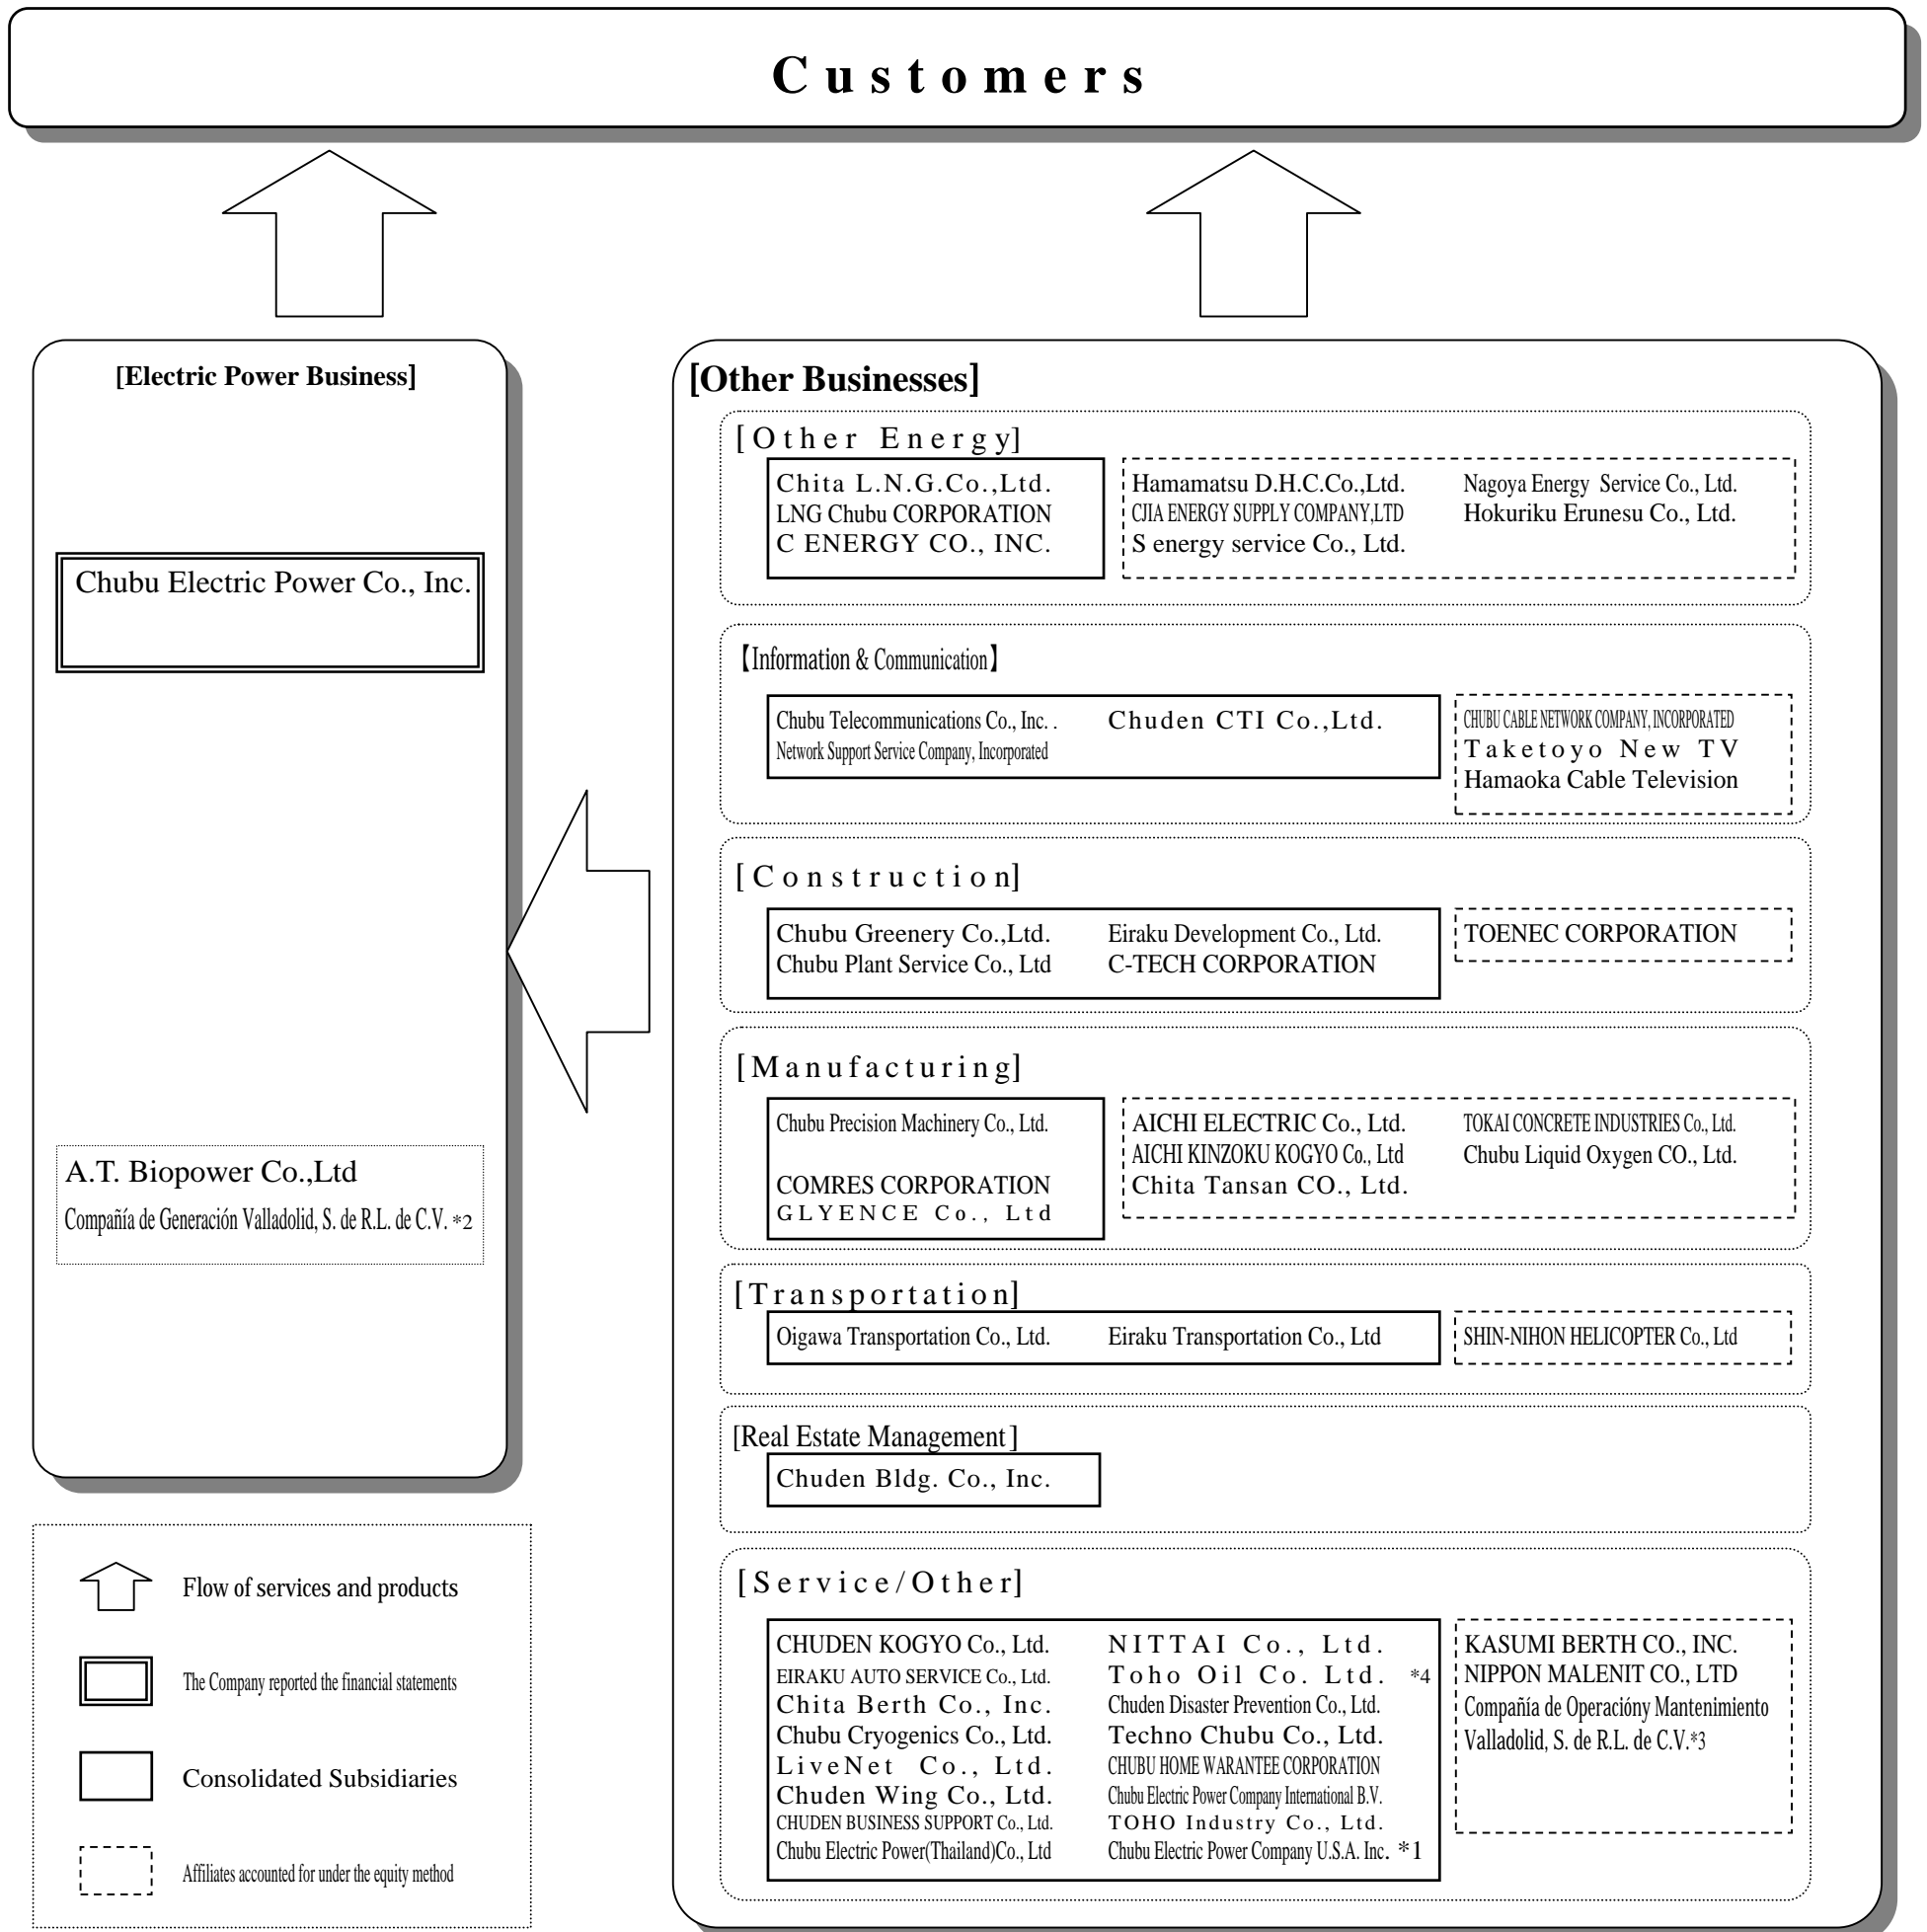 Customers
[Electric Power Business]
Chubu Electric Power Co., Inc.
A.T. Biopower Co.,Ltd
Compañía de Generación Valladolid, S. de R.L. de C.V. *2
Flow of services and products
The Company reported the financial statements
Consolidated Subsidiaries
Affiliates accounted for under the equity method
[Other Businesses]
[Other Energy]
Chita L.N.G.Co.,Ltd.
LNG Chubu CORPORATION
C ENERGY CO., INC.
Hamamatsu D.H.C.Co.,Ltd.
CJIA ENERGY SUPPLY COMPANY,LTD
S energy service Co., Ltd.
Nagoya Energy Service Co., Ltd.
Hokuriku Erunesu Co., Ltd.
【Information & Communication】
Chubu Telecommunications Co., Inc. .
Network Support Service Company, Incorporated
Chuden CTI Co.,Ltd.
CHUBU CABLE NETWORK COMPANY, INCORPORATED
Taketoyo New TV
Hamaoka Cable Television
[Construction]
Chubu Greenery Co.,Ltd.
Chubu Plant Service Co., Ltd
Eiraku Development Co., Ltd.
C-TECH CORPORATION
TOENEC CORPORATION
[Manufacturing]
Chubu Precision Machinery Co., Ltd.
COMRES CORPORATION
GLYENCE Co., Ltd
AICHI ELECTRIC Co., Ltd.
AICHI KINZOKU KOGYO Co., Ltd
Chita Tansan CO., Ltd.
TOKAI CONCRETE INDUSTRIES Co., Ltd.
Chubu Liquid Oxygen CO., Ltd.
[Transportation]
Oigawa Transportation Co., Ltd.
Eiraku Transportation Co., Ltd
SHIN-NIHON HELICOPTER Co., Ltd
[Real Estate Management]
Chuden Bldg. Co., Inc.
[Service/Other]
CHUDEN KOGYO Co., Ltd.
EIRAKU AUTO SERVICE Co., Ltd.
Chita Berth Co., Inc.
Chubu Cryogenics Co., Ltd.
LiveNet Co., Ltd.
Chuden Wing Co., Ltd.
CHUDEN BUSINESS SUPPORT Co., Ltd.
Chubu Electric Power(Thailand)Co., Ltd
NITTAI Co., Ltd.
Toho Oil Co. Ltd. *4
Chuden Disaster Prevention Co., Ltd.
Techno Chubu Co., Ltd.
CHUBU HOME WARANTEE CORPORATION
Chubu Electric Power Company International B.V.
TOHO Industry Co., Ltd.
Chubu Electric Power Company U.S.A. Inc. *1
KASUMI BERTH CO., INC.
NIPPON MALENIT CO., LTD
Compañía de Operacióny Mantenimiento
Valladolid, S. de R.L. de C.V.*3